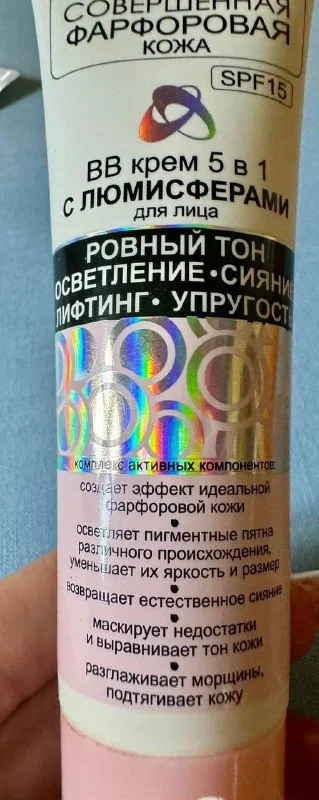 СОВЕРШЕННАЯ
ФАРФОРОВАЯ
КОЖА
SPF15
ВВ крем 5 в 1
С ЛЮМИСФЕРАМИ
для лица
РОВНЫЙ ТОН
ОСВЕТЛЕНИЕ•СИЯНИЕ
ЛИФТИНГ• УПРУГОСТЬ
комплекс активных компонентов:
создает эффект идеальной
фарфоровой кожи
•
осветляет пигментные пятна
различного происхождения,
уменьшает их яркость и размер
•
возвращает естественное сияние
•
маскирует недостатки
и выравнивает тон кожи
•
разглаживает морщины,
подтягивает кожу